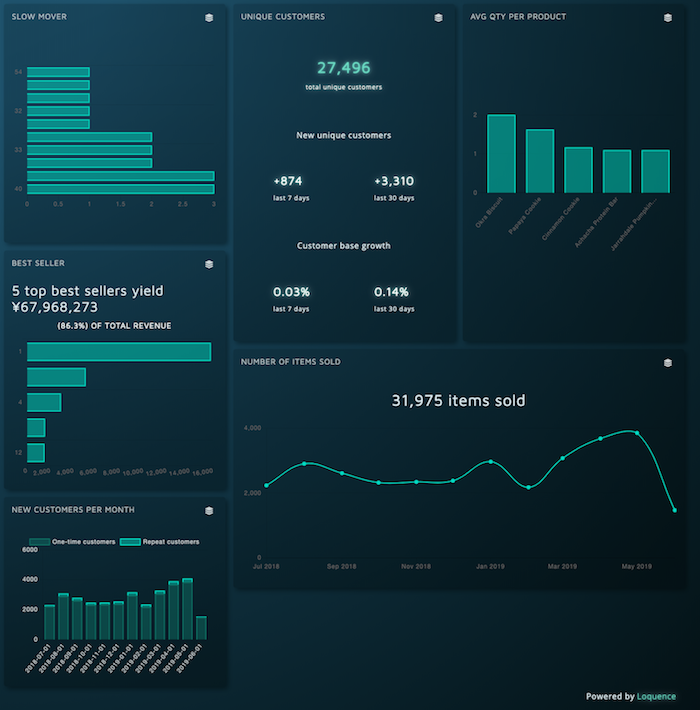 SLOW MOVER
54
32
33
40
0 0.5 1 1.5 2 2.5 3
BEST SELLER
5 top best sellers yield
¥67,968,273
(86.3%) OF TOTAL REVENUE
1
4
12
0 2,000 4,000 6,000 8,000 10,000 12,000 14,000 16,000
NEW CUSTOMERS PER MONTH
One-time customers Repeat customers
6000
4000
2000
0
2018-07-01 2018-08-01 2018-09-01 2018-10-01 2018-11-01 2018-12-01 2019-01-01 2019-02-01 2019-03-01 2019-04-01 2019-05-01 2019-06-01
UNIQUE CUSTOMERS
27,496
total unique customers
New unique customers
+874 +3,310
last 7 days last 30 days
Customer base growth
0.03% 0.14%
last 7 days last 30 days
AVG QTY PER PRODUCT
2
1
0
Okra Biscuit Papaya Cookie Cinnamon Cookie Achacha Protein Bar Jarrahdale Pumpkin...
NUMBER OF ITEMS SOLD
31,975 items sold
4,000
2,000
0
Jul 2018 Sep 2018 Nov 2018 Jan 2019 Mar 2019 May 2019
Powered by Loquence